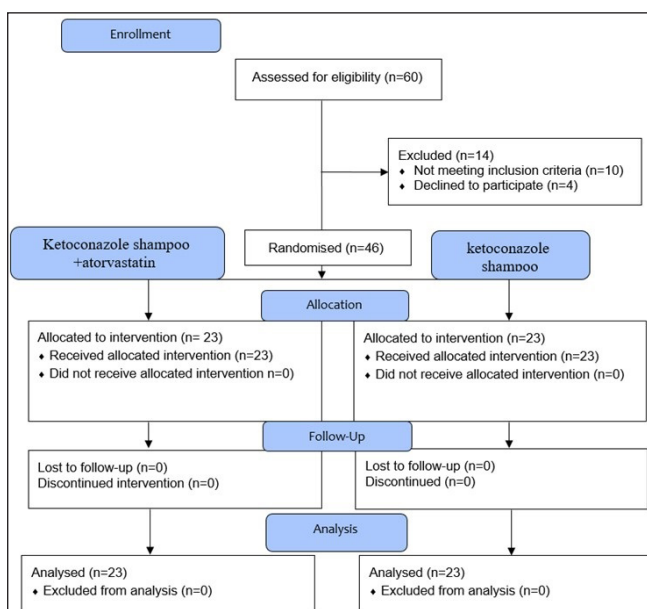 Enrollment
Assessed for eligibility (n=60)
Excluded (n=14)
♦ Not meeting inclusion criteria (n=10)
♦ Declined to participate (n=4)
Randomised (n=46)
Ketoconazole shampoo
+atorvastatin
ketoconazole
shampoo
Allocation
Allocated to intervention (n= 23)
♦ Received allocated intervention (n=23)
♦ Did not receive allocated intervention n=0)
Allocated to intervention (n=23)
♦ Received allocated intervention (n=23)
♦ Did not receive allocated intervention (n=0)
Follow-Up
Lost to follow-up (n=0)
Discontinued intervention (n=0)
Lost to follow-up (n=0)
Discontinued (n=0)
Analysis
Analysed (n=23)
♦ Excluded from analysis (n=0)
Analysed (n=23)
♦ Excluded from analysis (n=0)